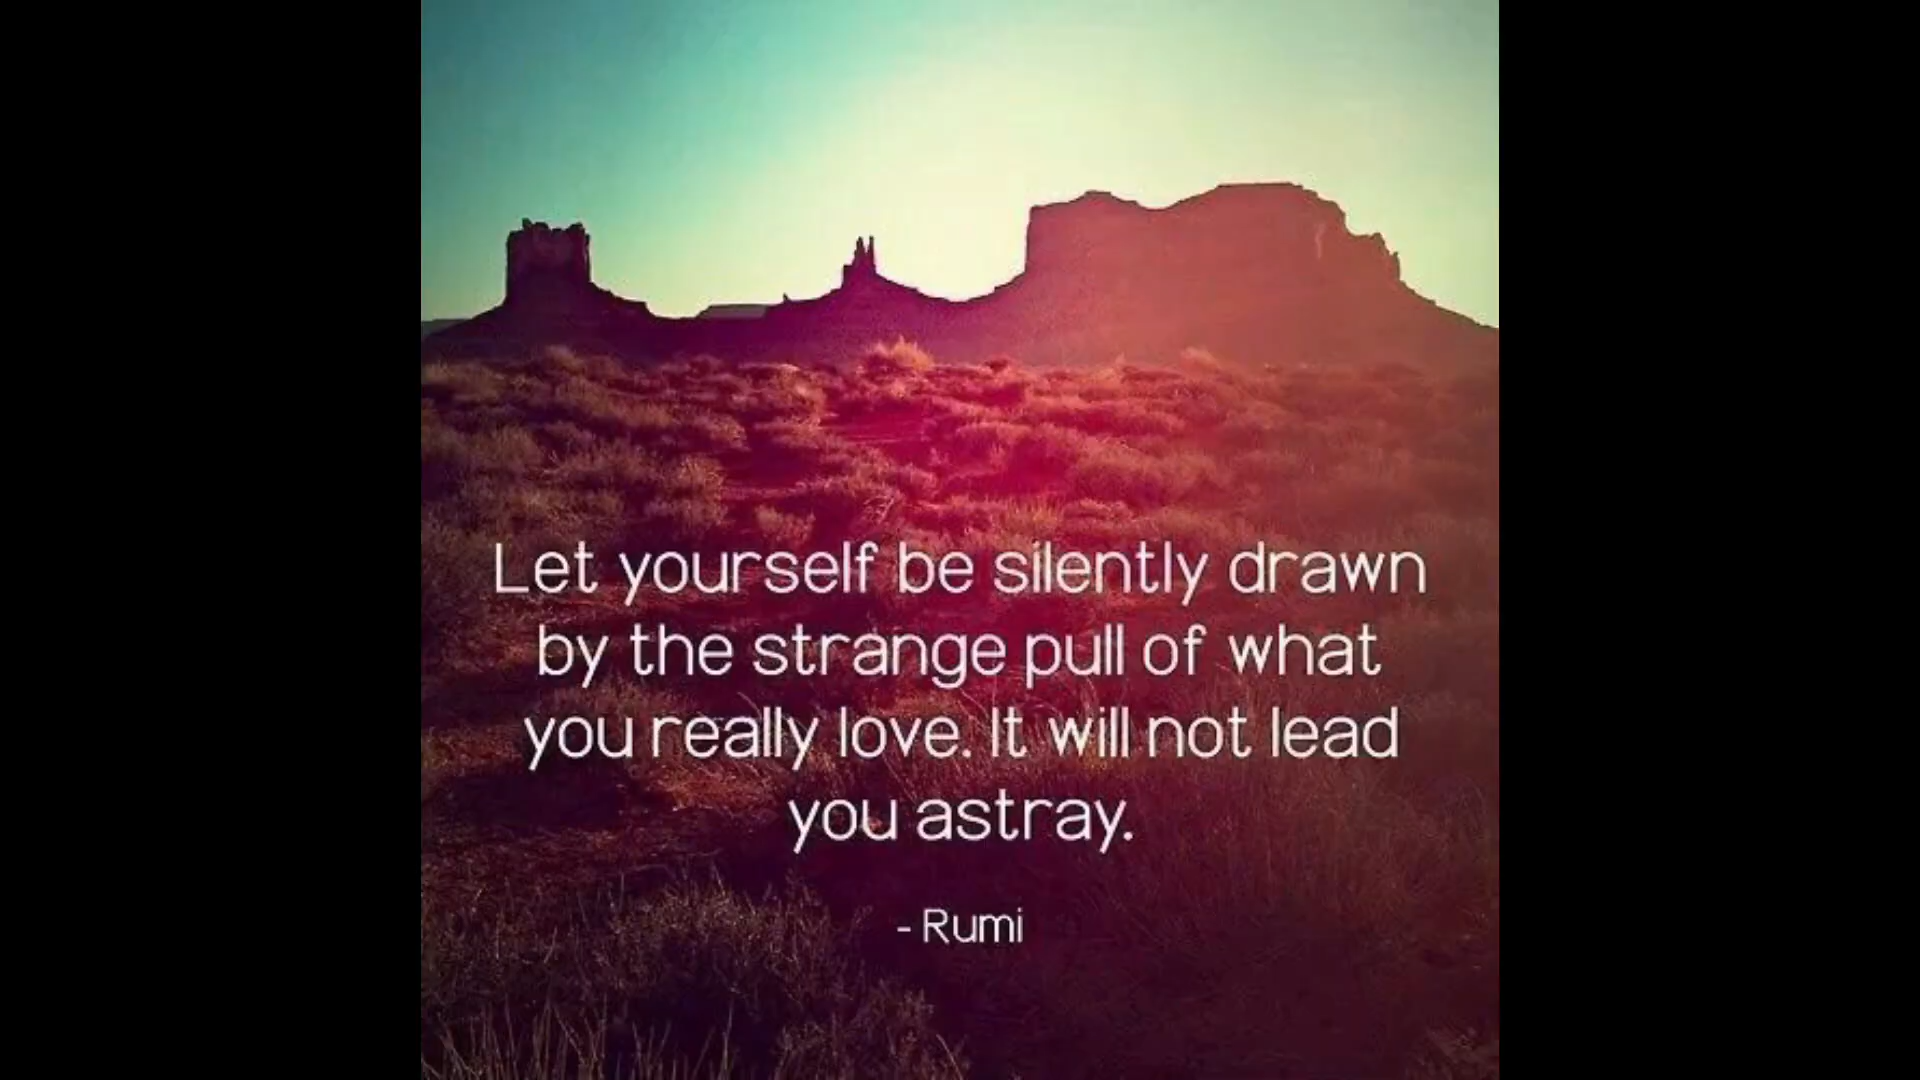 Let yourself be silently drawn
by the strange pull of what
you really love. It will not lead
you astray.
- Rumi